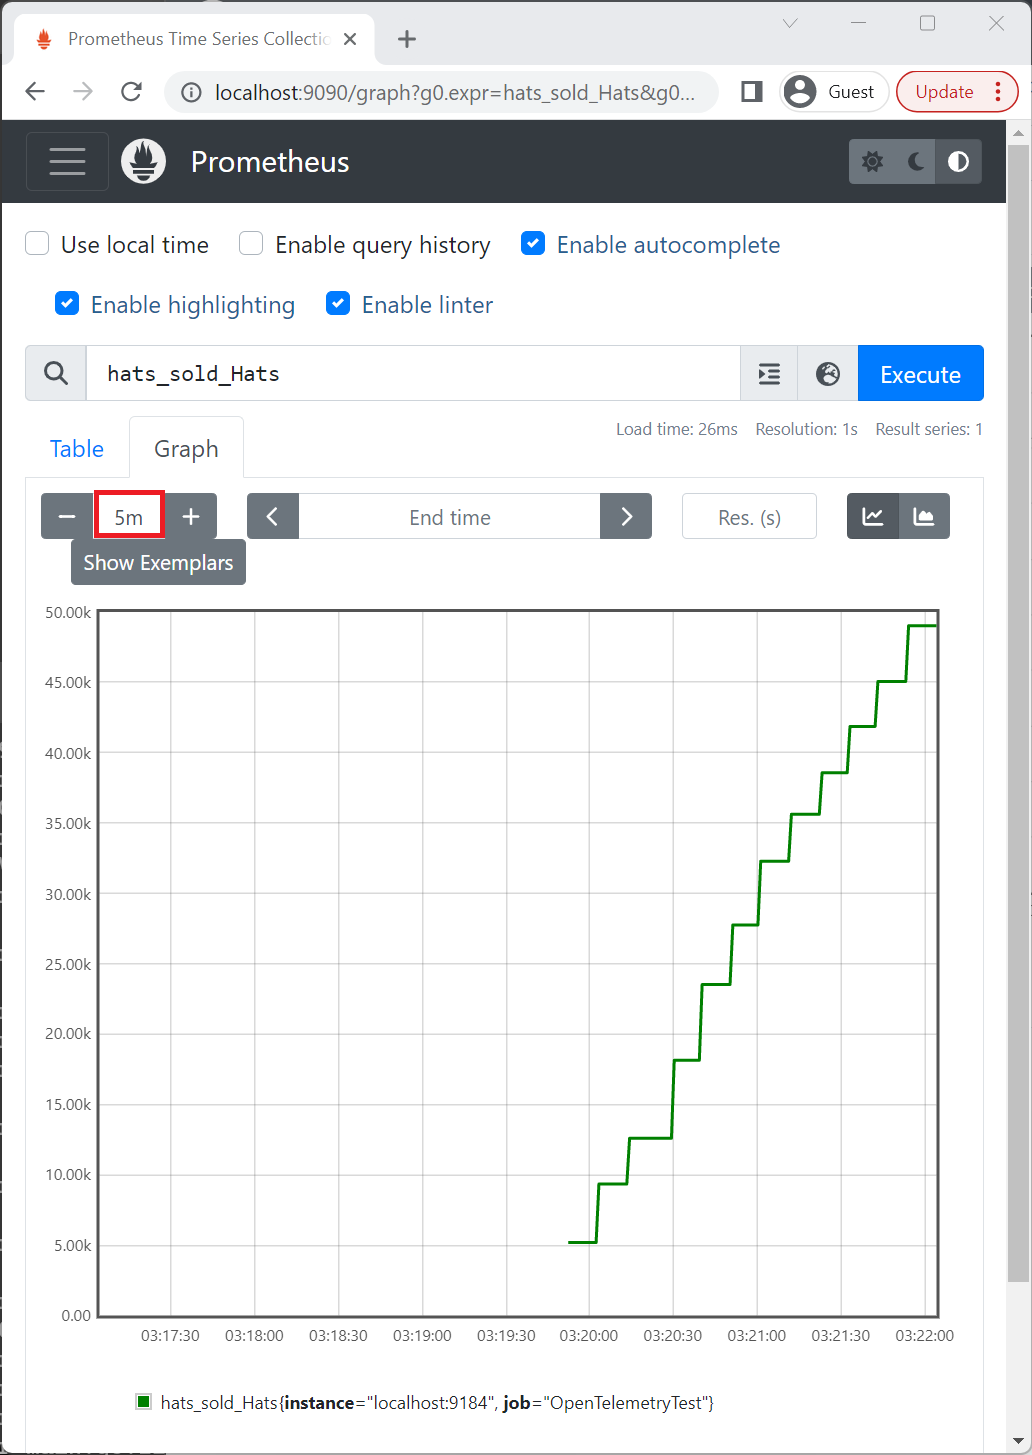 Prometheus Time Series Collectio
localhost:9090/graph?g0.expr=hats_sold_Hats&g0...
Guest
Update
Prometheus
Use local time
Enable query history
Enable autocomplete
Enable highlighting
Enable linter
hats_sold_Hats
Execute
Table
Graph
Load time: 26ms
Resolution: 1s
Result series: 1
5m
End time
Res. (s)
Show Exemplars
50.00k
45.00k
40.00k
35.00k
30.00k
25.00k
20.00k
15.00k
10.00k
5.00k
0.00
03:17:30
03:18:00
03:18:30
03:19:00
03:19:30
03:20:00
03:20:30
03:21:00
03:21:30
03:22:00
hats_sold_Hats{instance="localhost:9184", job="OpenTelemetryTest"}